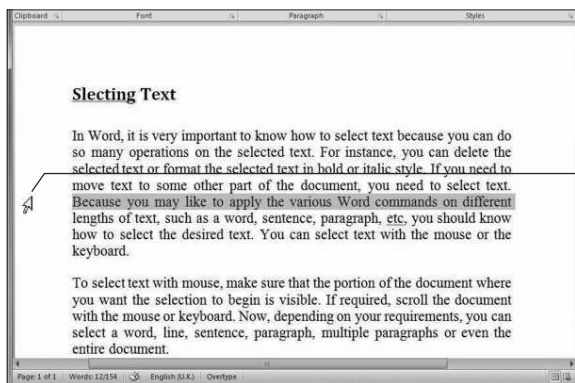 Clipboard Font Paragraph Styles
Slecting Text
In Word, it is very important to know how to select text because you can do
so many operations on the selected text. For instance, you can delete the
selected text or format the selected text in bold or italic style. If you need to
move text to some other part of the document, you need to select text.
Because you may like to apply the various Word commands on different
lengths of text, such as a word, sentence, paragraph, etc, you should know
how to select the desired text. You can select text with the mouse or the
keyboard.
To select text with mouse, make sure that the portion of the document where
you want the selection to begin is visible. If required, scroll the document
with the mouse or keyboard. Now, depending on your requirements, you can
select a word, line, sentence, paragraph, multiple paragraphs or even the
entire document.
Page: 1 of 1 Words: 12/154 English (U.K.) Overtype